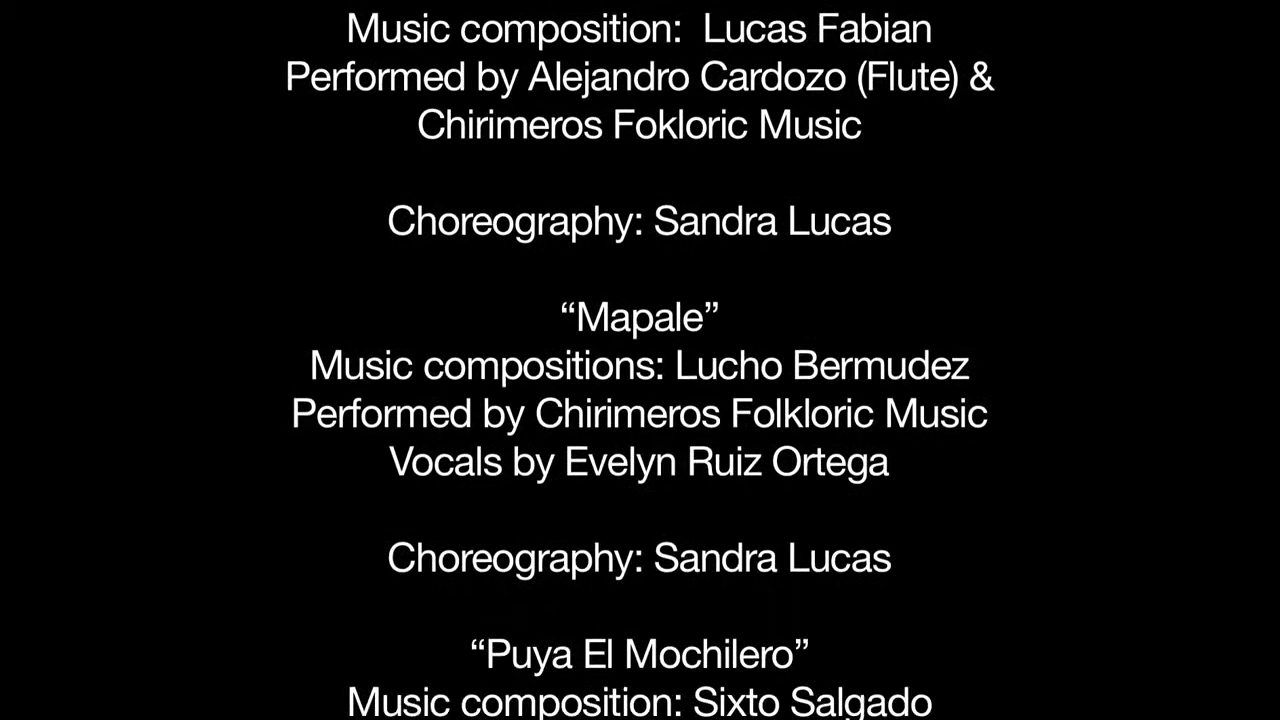 Music composition:  Lucas Fabian
Performed by Alejandro Cardozo (Flute) &
Chirimeros Fokloric Music
Choreography: Sandra Lucas
“Mapale”
Music compositions: Lucho Bermudez
Performed by Chirimeros Folkloric Music
Vocals by Evelyn Ruiz Ortega
Choreography: Sandra Lucas
“Puya El Mochilero”
Music composition: Sixto Salgado